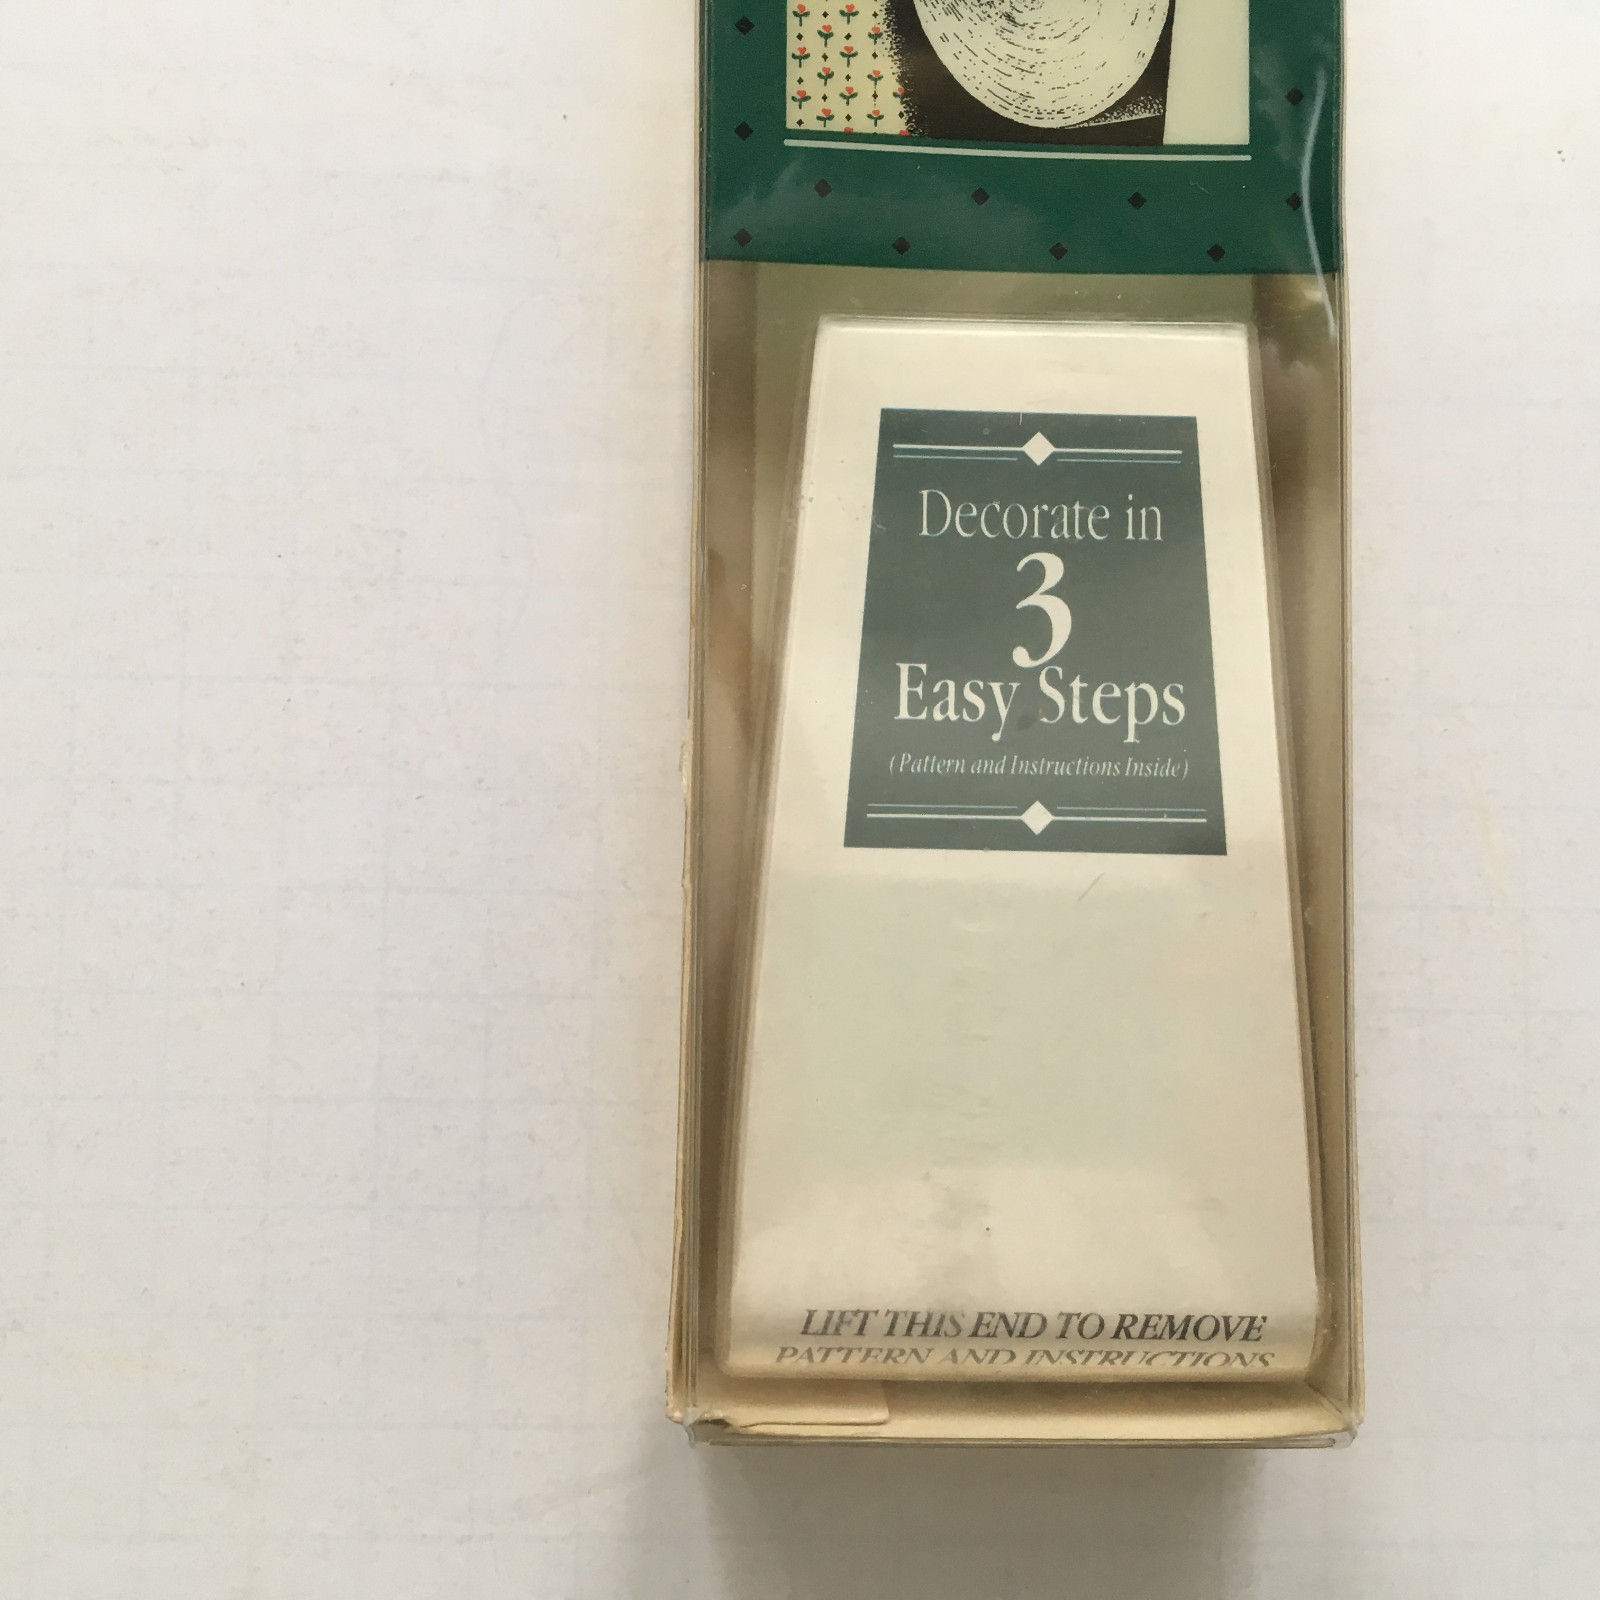 Decorate in
3
Easy Steps
(Pattern and Instructions Inside)
LIFT THIS END TO REMOVE
PATTERN AND INSTRUCTIONS